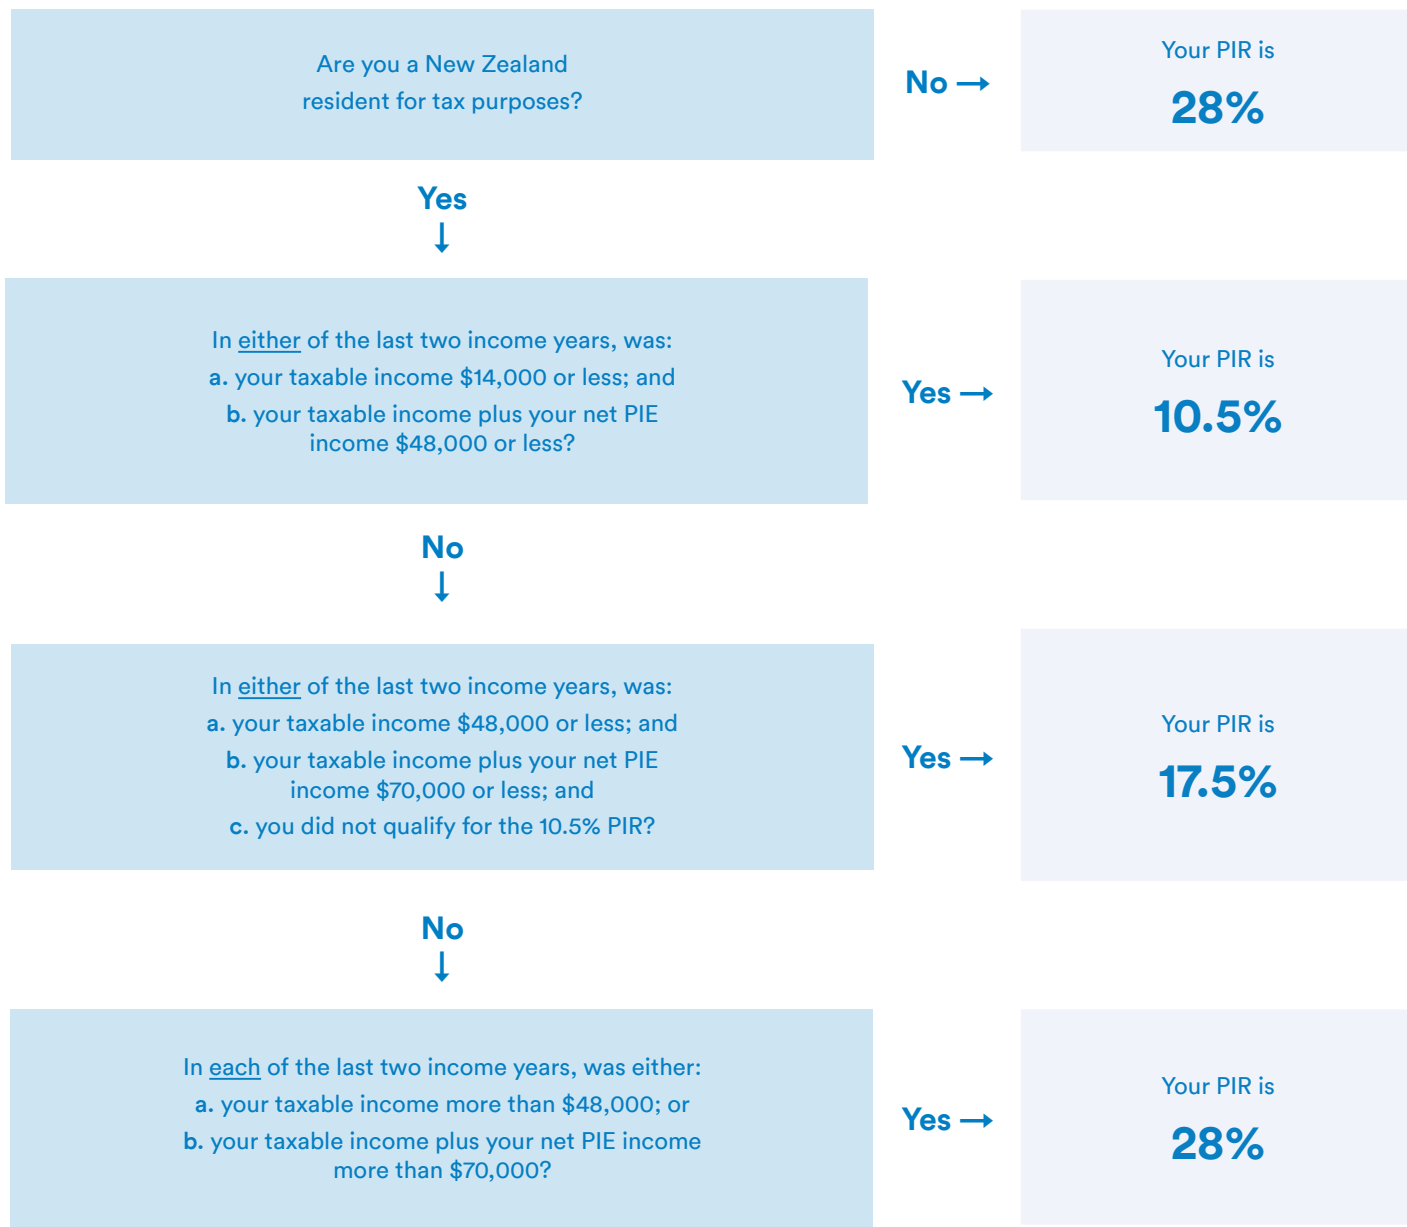 Are you a New Zealand
resident for tax purposes?
No →
Your PIR is
28%
Yes
↓
In either of the last two income years, was:
a. your taxable income $14,000 or less; and
b. your taxable income plus your net PIE
income $48,000 or less?
Yes →
Your PIR is
10.5%
No
↓
In either of the last two income years, was:
a. your taxable income $48,000 or less; and
b. your taxable income plus your net PIE
income $70,000 or less; and
c. you did not qualify for the 10.5% PIR?
Yes →
Your PIR is
17.5%
No
↓
In each of the last two income years, was either:
a. your taxable income more than $48,000; or
b. your taxable income plus your net PIE income
more than $70,000?
Yes →
Your PIR is
28%